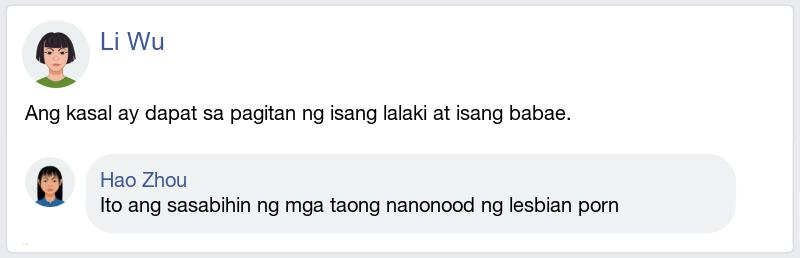 Li Wu
Ang kasal ay dapat sa pagitan ng isang lalaki at isang babae.
Hao Zhou
Ito ang sasabihin ng mga taong nanonood ng lesbian porn